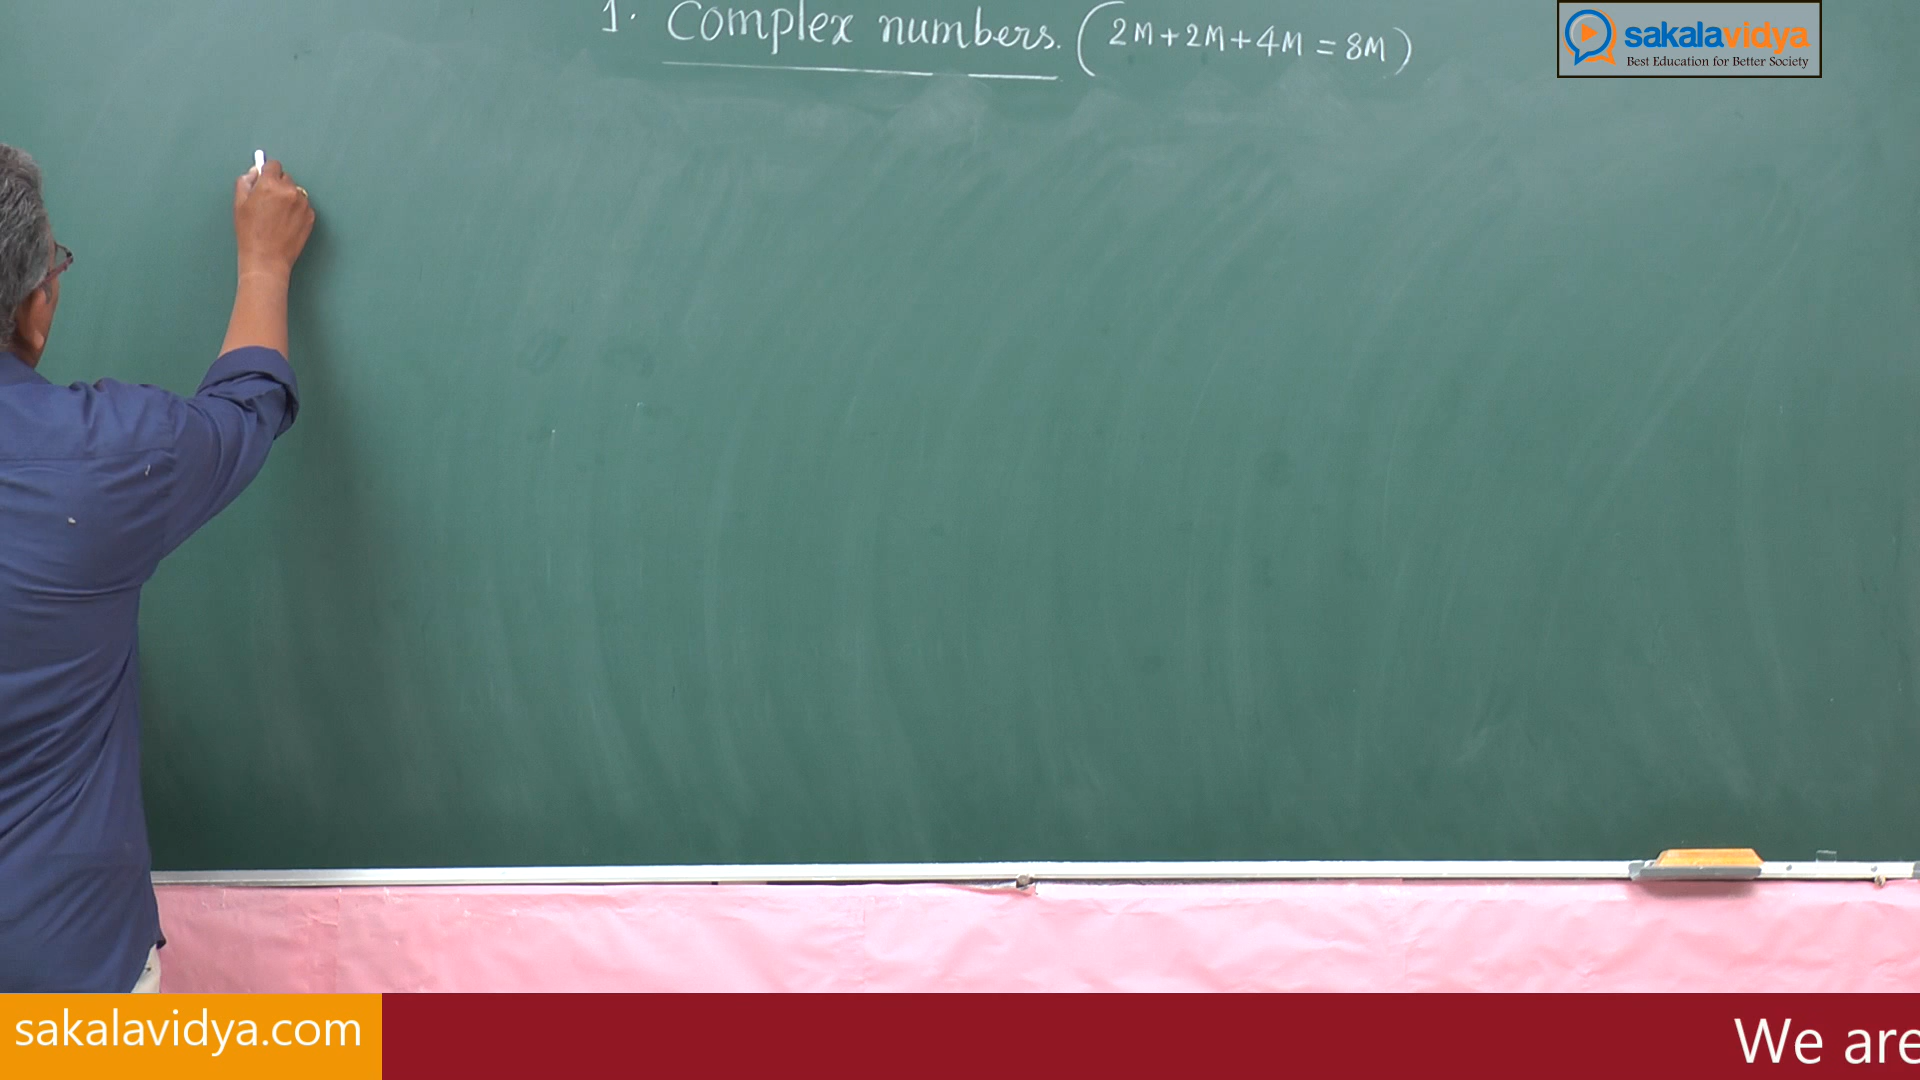 1. Complex numbers. (2M+2M+4M = 8M)
sakalavidya
Best Education for Better Society
sakalavidya.com
We are